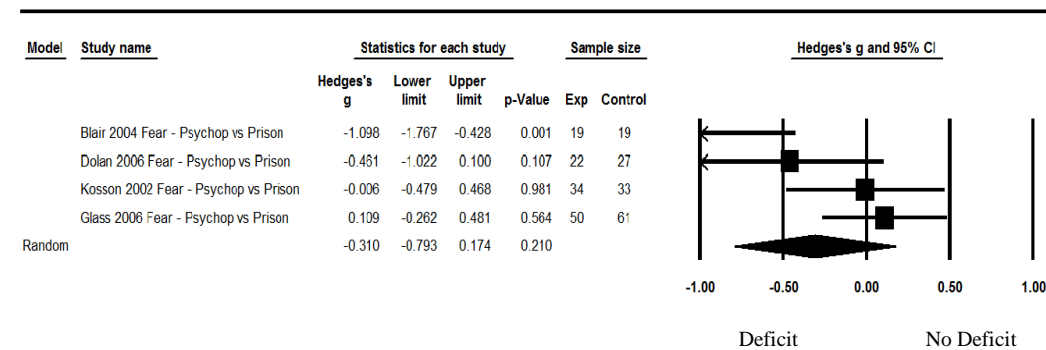 Model Study name Statistics for each study Sample size Hedges's g and 95% CI
Hedges's g Lower limit Upper limit p-Value Exp Control
Blair 2004 Fear - Psychop vs Prison -1.098 -1.767 -0.428 0.001 19 19
Dolan 2006 Fear - Psychop vs Prison -0.461 -1.022 0.100 0.107 22 27
Kosson 2002 Fear - Psychop vs Prison -0.006 -0.479 0.468 0.981 34 33
Glass 2006 Fear - Psychop vs Prison 0.109 -0.262 0.481 0.564 50 61
Random -0.310 -0.793 0.174 0.210
-1.00 -0.50 0.00 0.50 1.00
Deficit No Deficit